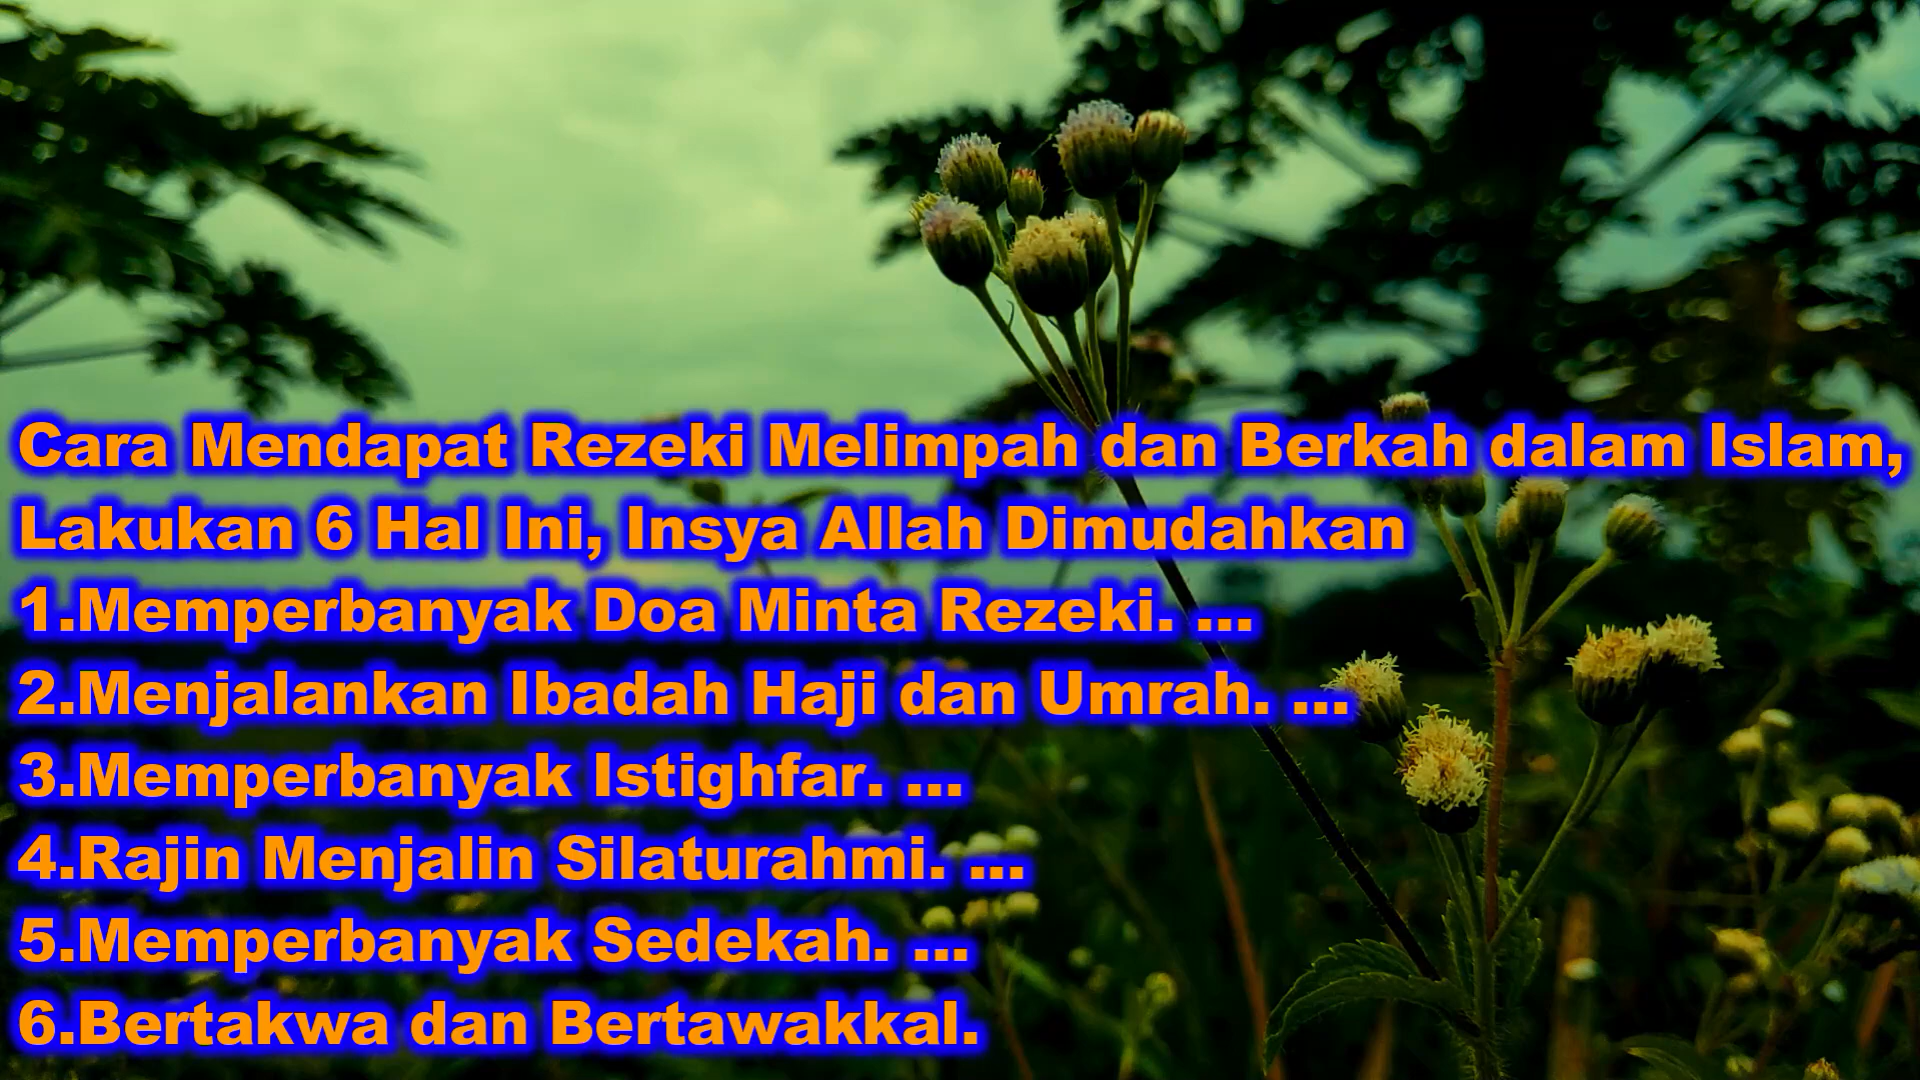 Cara Mendapat Rezeki Melimpah dan Berkah dalam Islam,
Lakukan 6 Hal Ini, Insya Allah Dimudahkan
1.Memperbanyak Doa Minta Rezeki. ...
2.Menjalankan Ibadah Haji dan Umrah. ...
3.Memperbanyak Istighfar. ...
4.Rajin Menjalin Silaturahmi. ...
5.Memperbanyak Sedekah. ...
6.Bertakwa dan Bertawakkal.